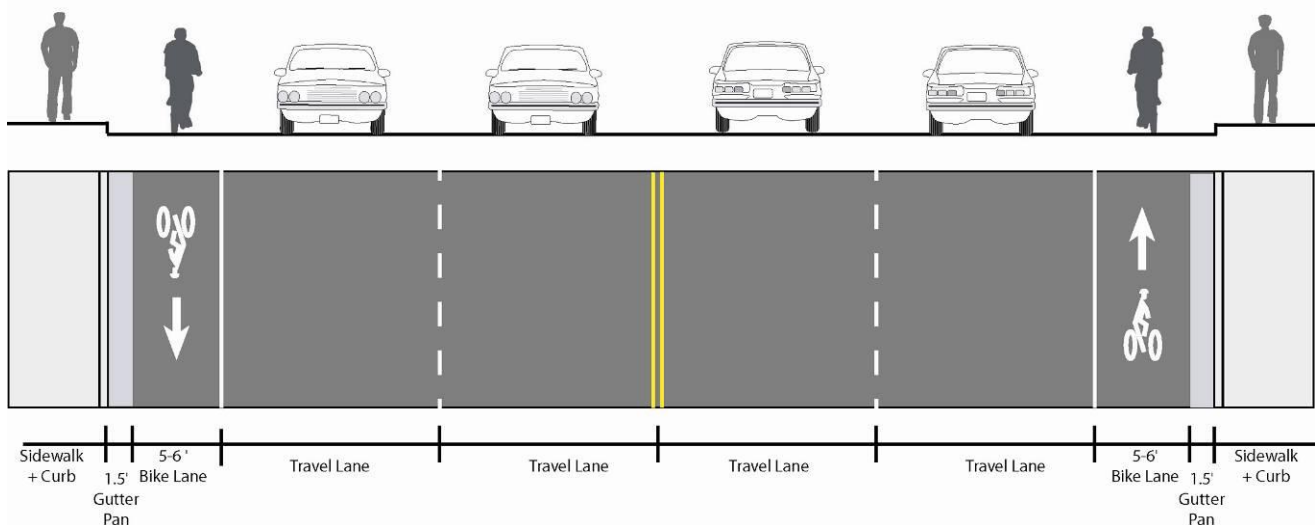 Sidewalk
+ Curb
1.5'
Gutter
Pan
5-6 '
Bike Lane
Travel Lane
Travel Lane
Travel Lane
Travel Lane
5-6'
Bike Lane
1.5'
Gutter
Pan
Sidewalk
+ Curb